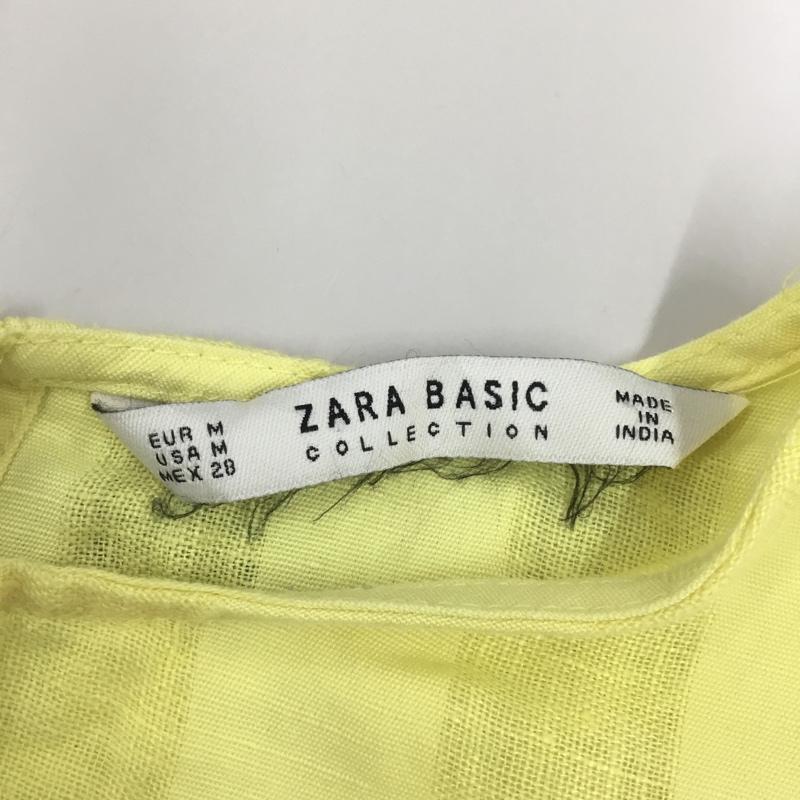 EUR M
USA M
MEX 28
ZARA BASIC
COLLECTION
MADE
IN
INDIA